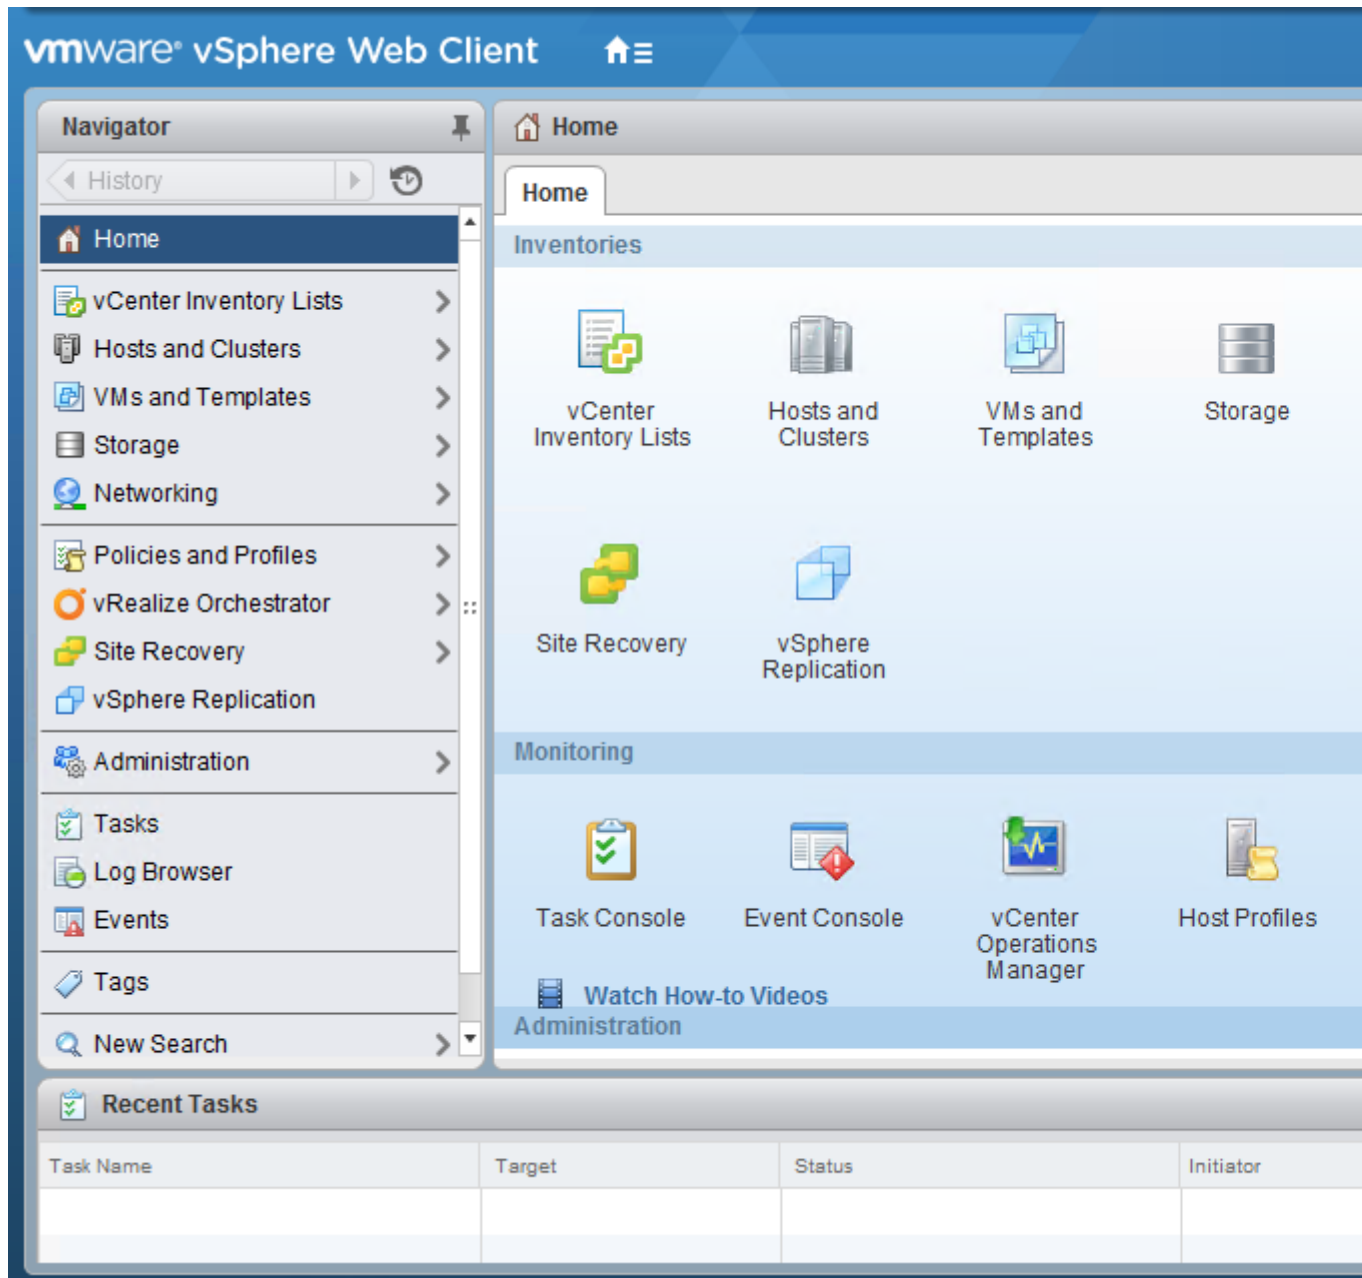 vmware® vSphere Web Client
Navigator
History
Home
vCenter Inventory Lists
Hosts and Clusters
VMs and Templates
Storage
Networking
Policies and Profiles
vRealize Orchestrator
Site Recovery
vSphere Replication
Administration
Tasks
Log Browser
Events
Tags
New Search
Home
Home
Inventories
vCenter
Inventory Lists
Hosts and
Clusters
VMs and
Templates
Storage
Site Recovery
vSphere
Replication
Monitoring
Task Console
Event Console
vCenter
Operations
Manager
Host Profiles
Watch How-to Videos
Administration
Recent Tasks
Task Name
Target
Status
Initiator